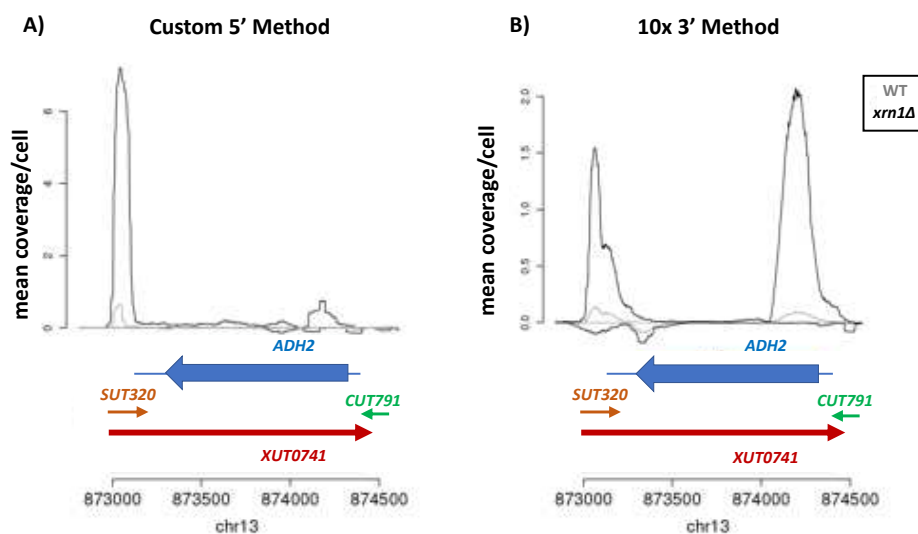 A) Custom 5’ Method
mean coverage/cell
6
4
2
0
ADH2
SUT320
CUT791
XUT0741
873000 873500 874000 874500
chr13
B) 10x 3’ Method
WT
xrn1Δ
mean coverage/cell
2.0
1.5
1.0
0.5
0.0
ADH2
SUT320
CUT791
XUT0741
873000 873500 874000 874500
chr13